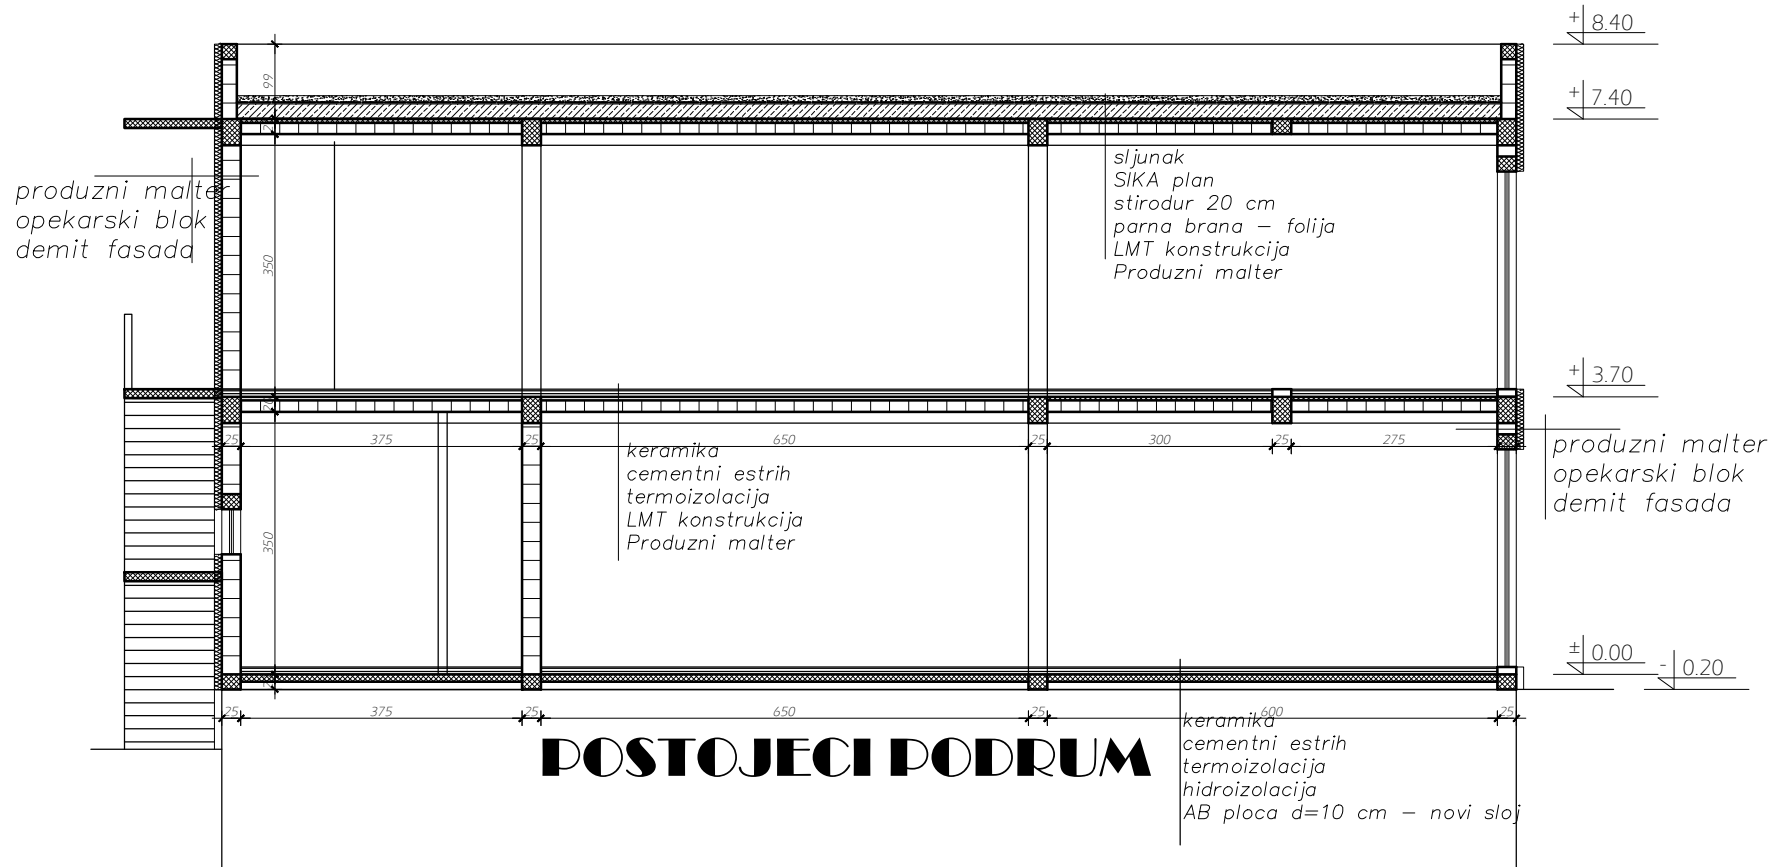 + 8.40
99
+ 7.40
sljunak
SIKA plan
stirodur 20 cm
parna brana – folija
LMT konstrukcija
Produzni malter
produzni malter
opekarski blok
demit fasada
350
+ 3.70
20
25 375 25 650 25 300 25 275
keramika
cementni estrih
termoizolacija
LMT konstrukcija
Produzni malter
produzni malter
opekarski blok
demit fasada
350
± 0.00
- 0.20
25 375 25 650 25 600 25
POSTOJECI PODRUM
keramika
cementni estrih
termoizolacija
hidroizolacija
AB ploca d=10 cm – novi sloj